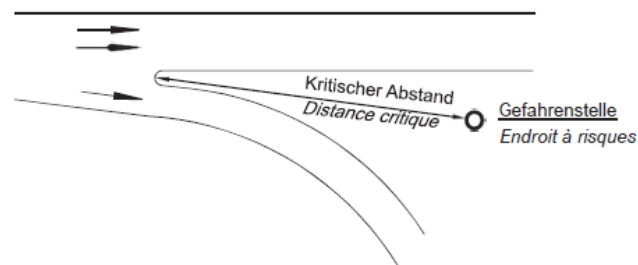 Kritischer Abstand
Distance critique
Gefahrenstelle
Endroit à risques